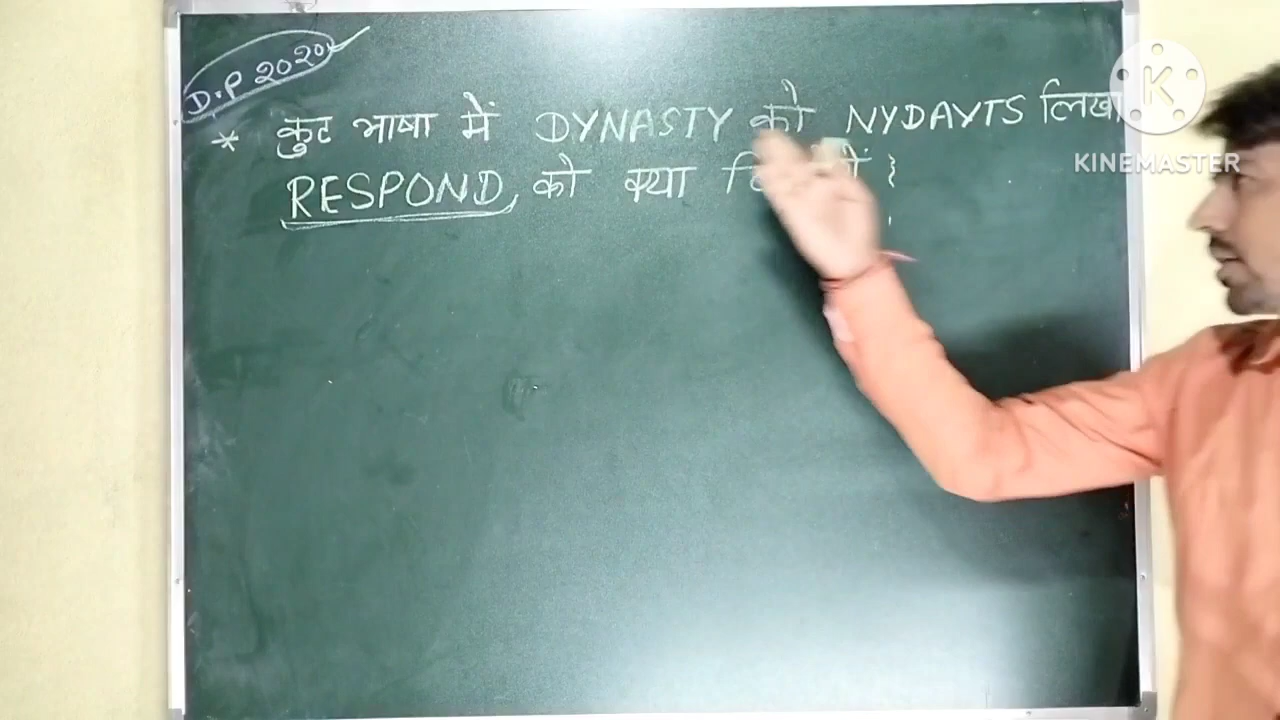 D.P 2020
* कुट भाषा में DYNASTY को NYDAYTS लिखा
RESPOND, को क्या
K
KINEMASTER